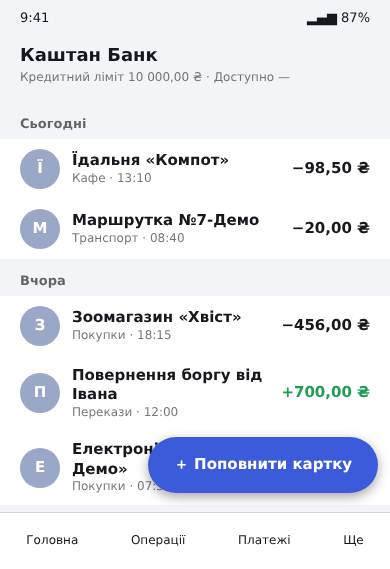 9:41 87%
Каштан Банк
Кредитний ліміт 10 000,00 ₴ · Доступно —
Сьогодні
Ї
Їдальня «Компот»
−98,50 ₴
Кафе · 13:10
М
Маршрутка №7-Демо
−20,00 ₴
Транспорт · 08:40
Вчора
З
Зоомагазин «Хвіст»
−456,00 ₴
Покупки · 18:15
П
Повернення боргу від
Івана
+700,00 ₴
Перекази · 12:00
Е
Демо»
Покупки
+ Поповнити картку
Головна Операції Платежі Ще